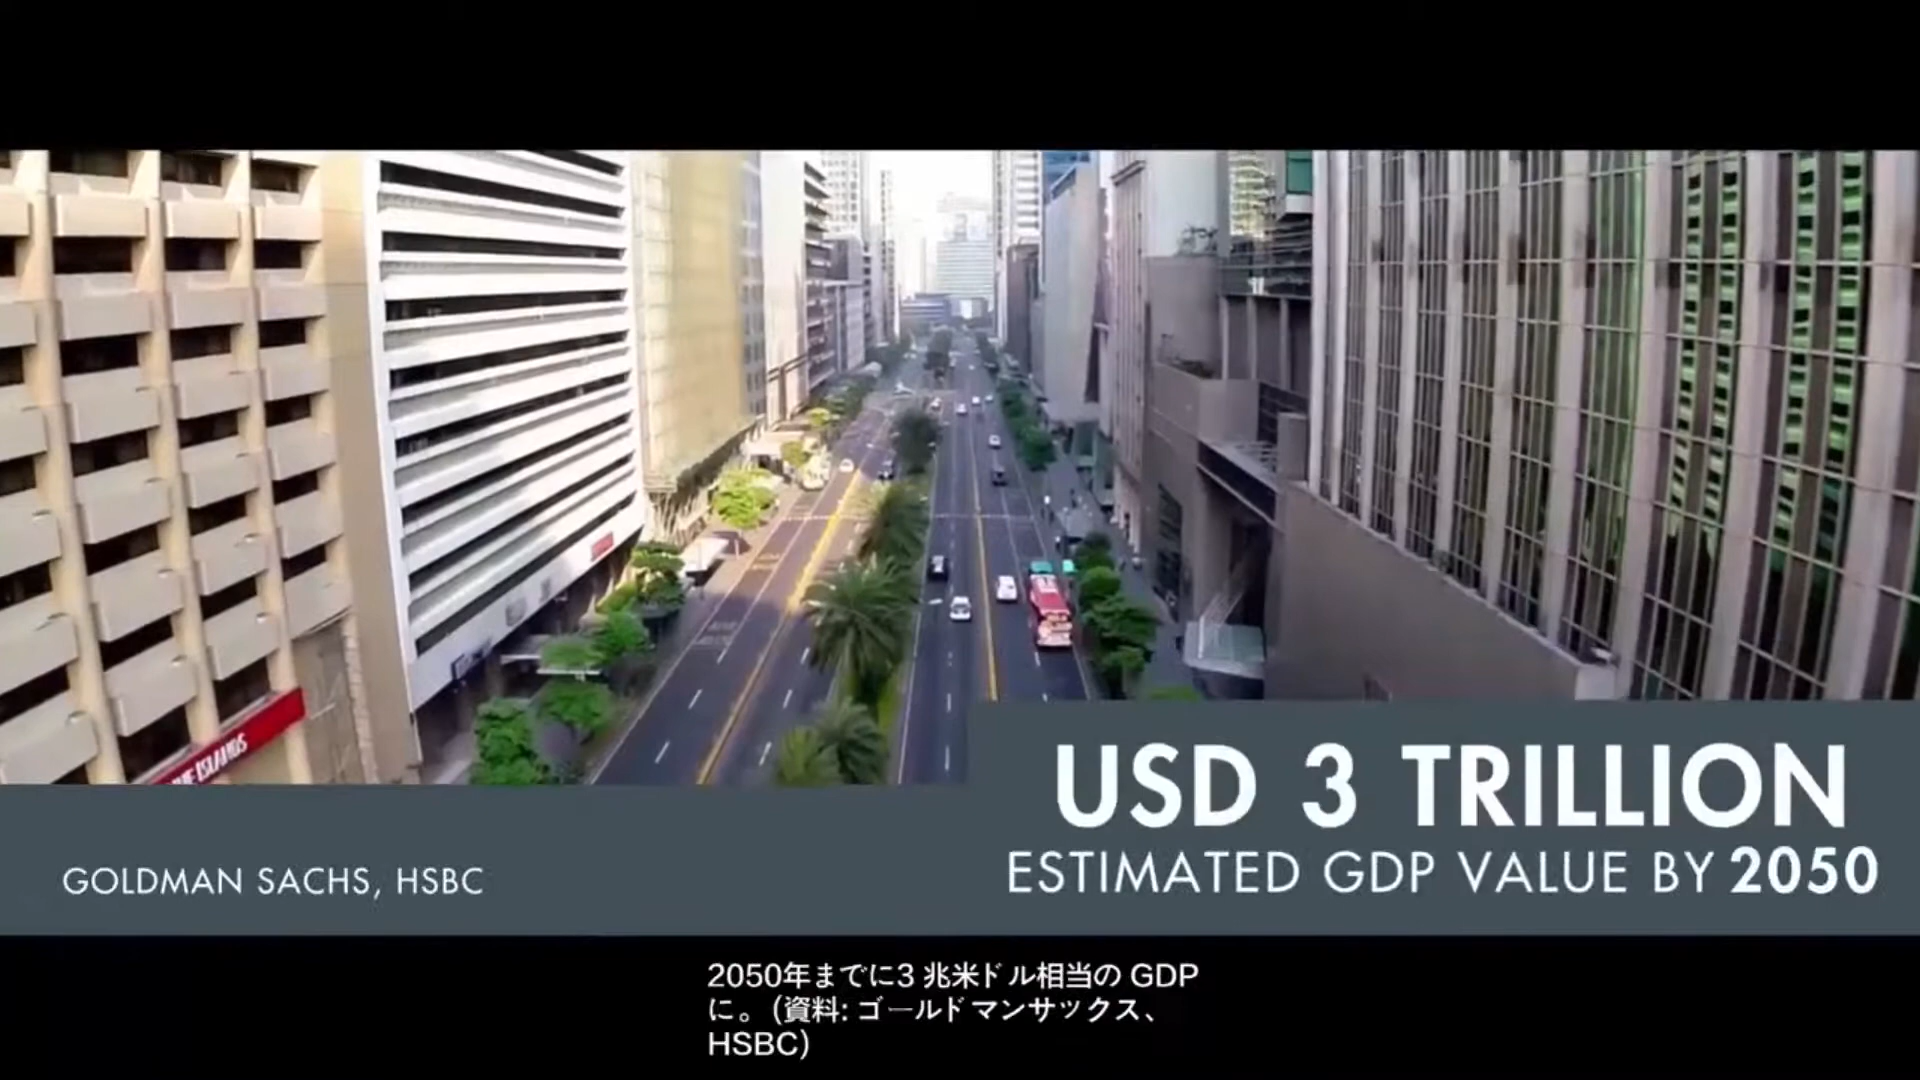 USD 3 TRILLION
ESTIMATED GDP VALUE BY 2050
GOLDMAN SACHS, HSBC
2050年までに3 兆米ドル相当の GDP
に。 (資料: ゴールドマンサックス、
HSBC)
ISLANDS